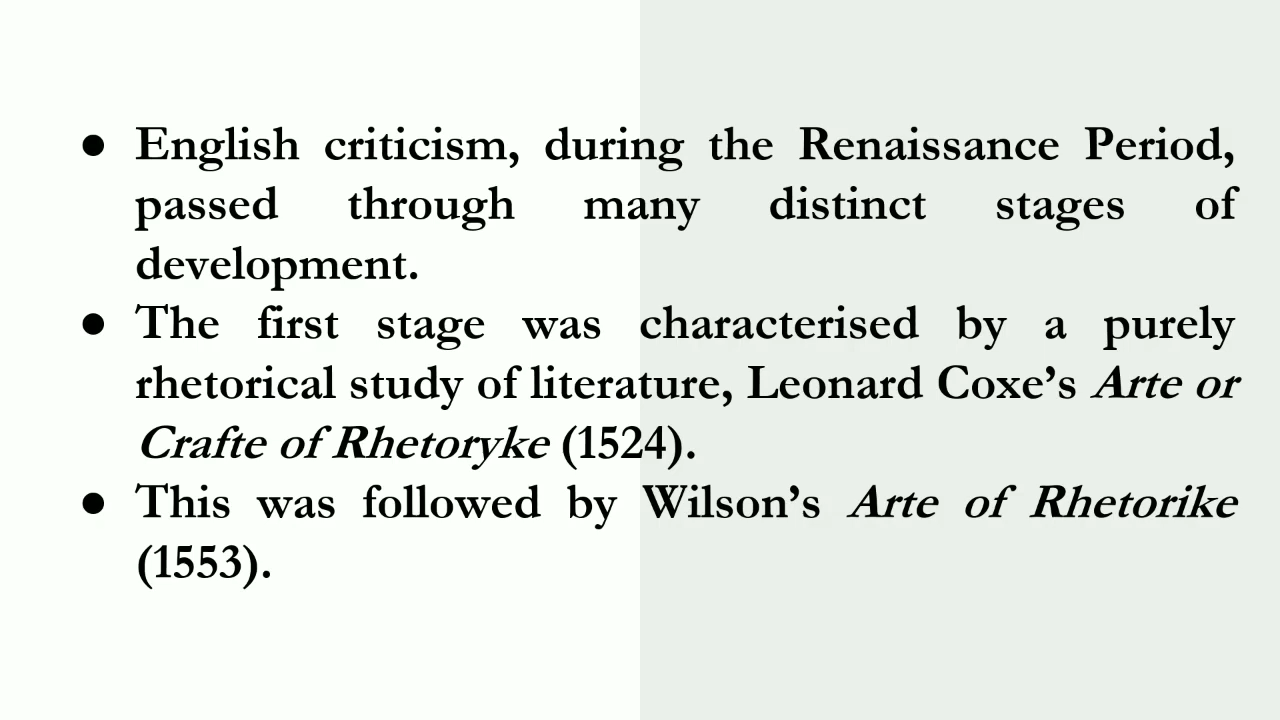 ● English criticism, during the Renaissance Period,
passed through many distinct stages of
development.
● The first stage was characterised by a purely
rhetorical study of literature, Leonard Coxe’s Arte or
Crafte of Rhetoryke (1524).
● This was followed by Wilson’s Arte of Rhetorike
(1553).